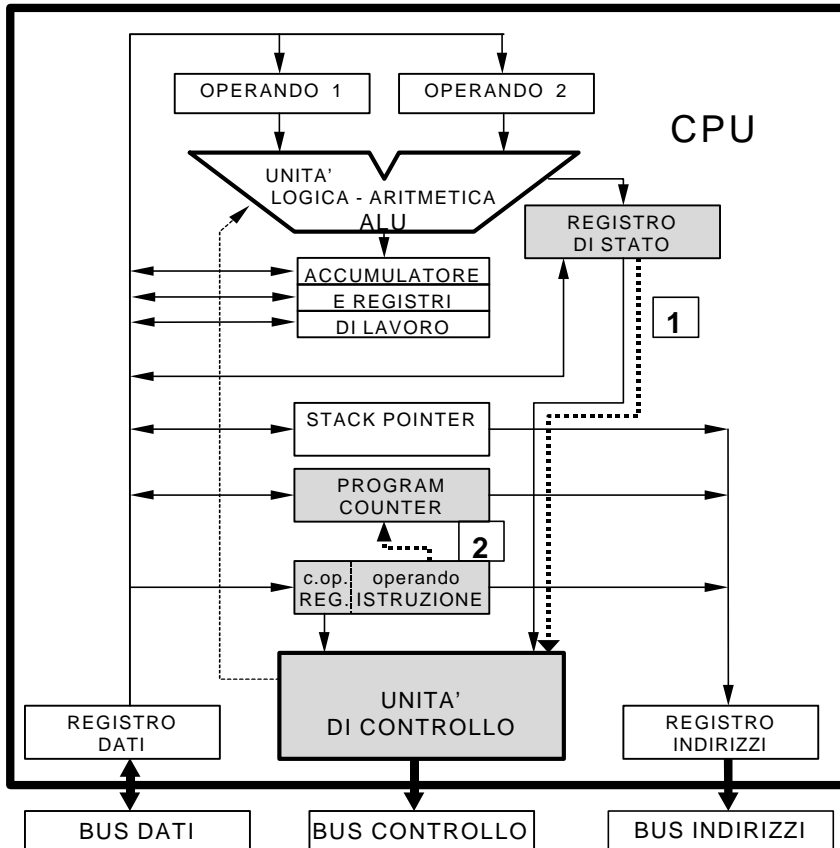 OPERANDO 1
OPERANDO 2
CPU
UNITA'
LOGICA - ARITMETICA
ALU
REGISTRO
DI STATO
ACCUMULATORE
E REGISTRI
DI LAVORO
1
STACK POINTER
PROGRAM
COUNTER
2
c.op. operando
REG. ISTRUZIONE
UNITA'
DI CONTROLLO
REGISTRO
DATI
REGISTRO
INDIRIZZI
BUS DATI
BUS CONTROLLO
BUS INDIRIZZI